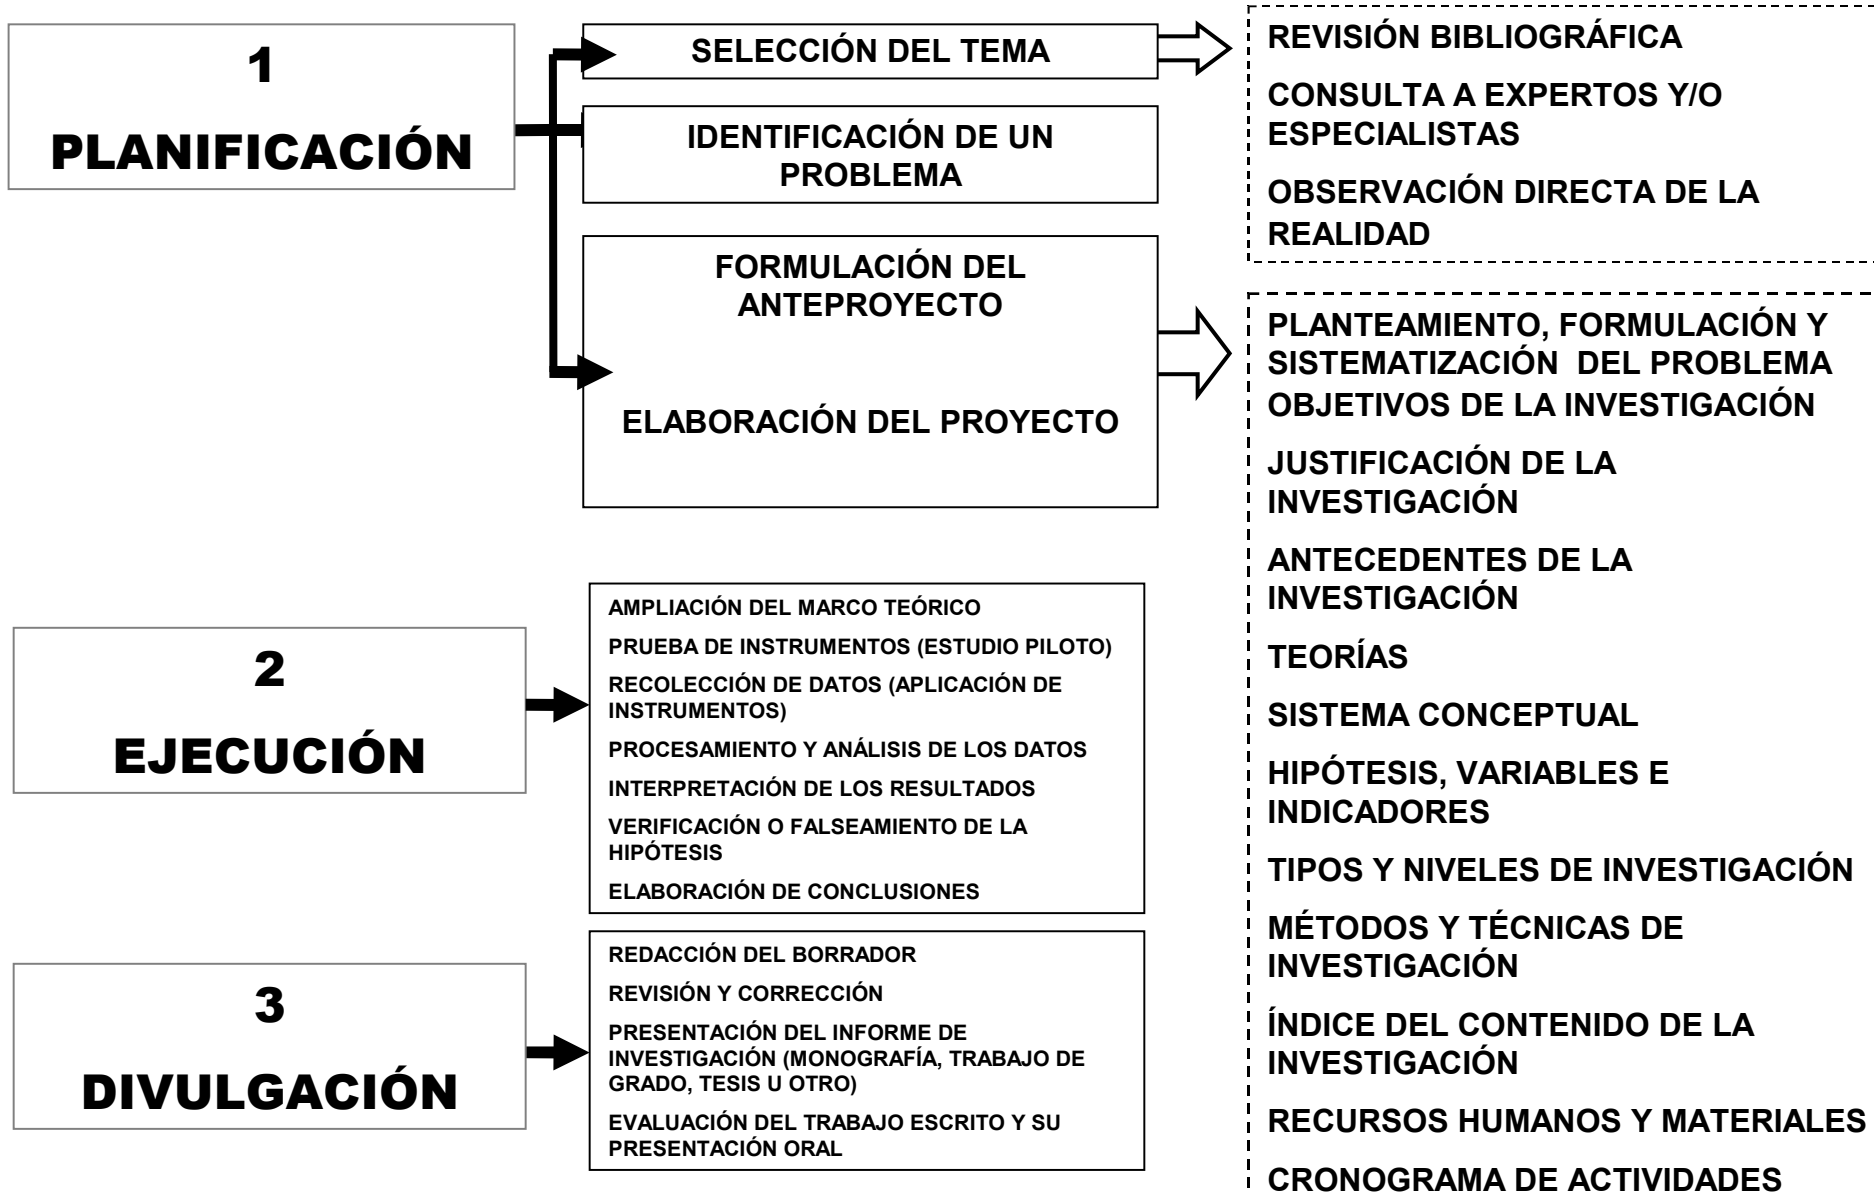 1
PLANIFICACIÓN
SELECCIÓN DEL TEMA
IDENTIFICACIÓN DE UN
PROBLEMA
FORMULACIÓN DEL
ANTEPROYECTO
ELABORACIÓN DEL PROYECTO
REVISIÓN BIBLIOGRÁFICA
CONSULTA A EXPERTOS Y/O
ESPECIALISTAS
OBSERVACIÓN DIRECTA DE LA
REALIDAD
PLANTEAMIENTO, FORMULACIÓN Y
SISTEMATIZACIÓN DEL PROBLEMA
OBJETIVOS DE LA INVESTIGACIÓN
JUSTIFICACIÓN DE LA
INVESTIGACIÓN
ANTECEDENTES DE LA
INVESTIGACIÓN
TEORÍAS
SISTEMA CONCEPTUAL
HIPÓTESIS, VARIABLES E
INDICADORES
TIPOS Y NIVELES DE INVESTIGACIÓN
MÉTODOS Y TÉCNICAS DE
INVESTIGACIÓN
ÍNDICE DEL CONTENIDO DE LA
INVESTIGACIÓN
RECURSOS HUMANOS Y MATERIALES
CRONOGRAMA DE ACTIVIDADES
2
EJECUCIÓN
AMPLIACIÓN DEL MARCO TEÓRICO
PRUEBA DE INSTRUMENTOS (ESTUDIO PILOTO)
RECOLECCIÓN DE DATOS (APLICACIÓN DE
INSTRUMENTOS)
PROCESAMIENTO Y ANÁLISIS DE LOS DATOS
INTERPRETACIÓN DE LOS RESULTADOS
VERIFICACIÓN O FALSEAMIENTO DE LA
HIPÓTESIS
ELABORACIÓN DE CONCLUSIONES
3
DIVULGACIÓN
REDACCIÓN DEL BORRADOR
REVISIÓN Y CORRECCIÓN
PRESENTACIÓN DEL INFORME DE
INVESTIGACIÓN (MONOGRAFÍA, TRABAJO DE
GRADO, TESIS U OTRO)
EVALUACIÓN DEL TRABAJO ESCRITO Y SU
PRESENTACIÓN ORAL